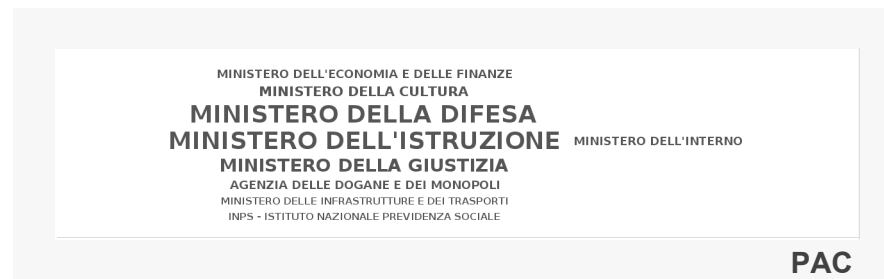 MINISTERO DELL'ECONOMIA E DELLE FINANZE
MINISTERO DELLA CULTURA
MINISTERO DELLA DIFESA
MINISTERO DELL'ISTRUZIONE MINISTERO DELL'INTERNO
MINISTERO DELLA GIUSTIZIA
AGENZIA DELLE DOGANE E DEI MONOPOLI
MINISTERO DELLE INFRASTRUTTURE E DEI TRASPORTI
INPS - ISTITUTO NAZIONALE PREVIDENZA SOCIALE
PAC